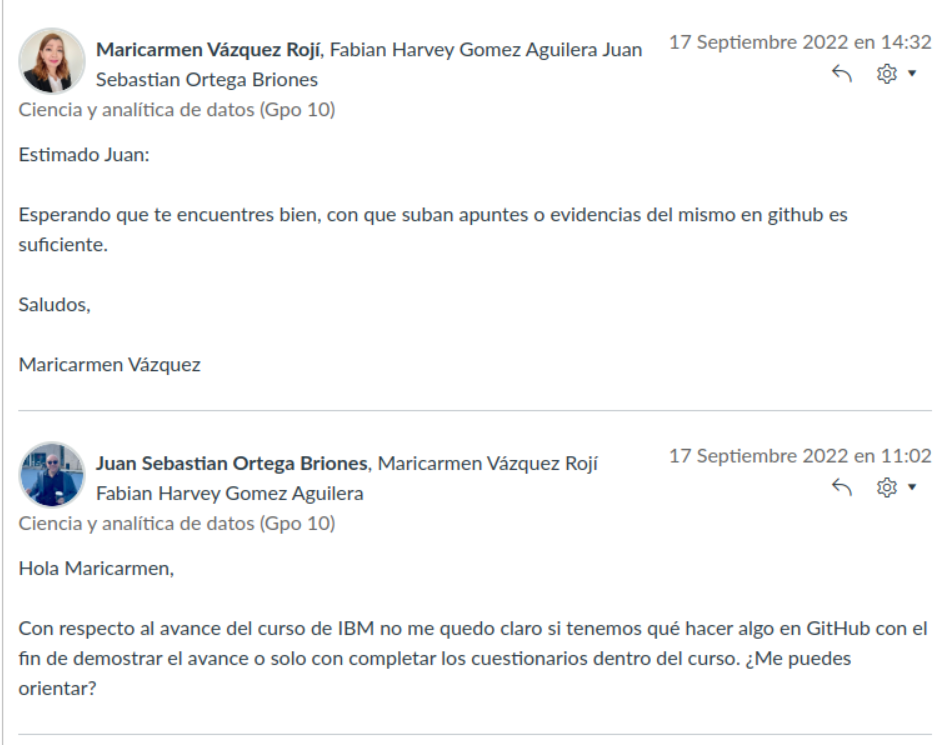 Maricarmen Vázquez Rojí, Fabian Harvey Gomez Aguilera Juan
Sebastian Ortega Briones
17 Septiembre 2022 en 14:32
Ciencia y analítica de datos (Gpo 10)
Estimado Juan:
Esperando que te encuentres bien, con que suban apuntes o evidencias del mismo en github es
suficiente.
Saludos,
Maricarmen Vázquez
Juan Sebastian Ortega Briones, Maricarmen Vázquez Rojí
Fabian Harvey Gomez Aguilera
17 Septiembre 2022 en 11:02
Ciencia y analítica de datos (Gpo 10)
Hola Maricarmen,
Con respecto al avance del curso de IBM no me quedo claro si tenemos qué hacer algo en GitHub con el
fin de demostrar el avance o solo con completar los cuestionarios dentro del curso. ¿Me puedes
orientar?